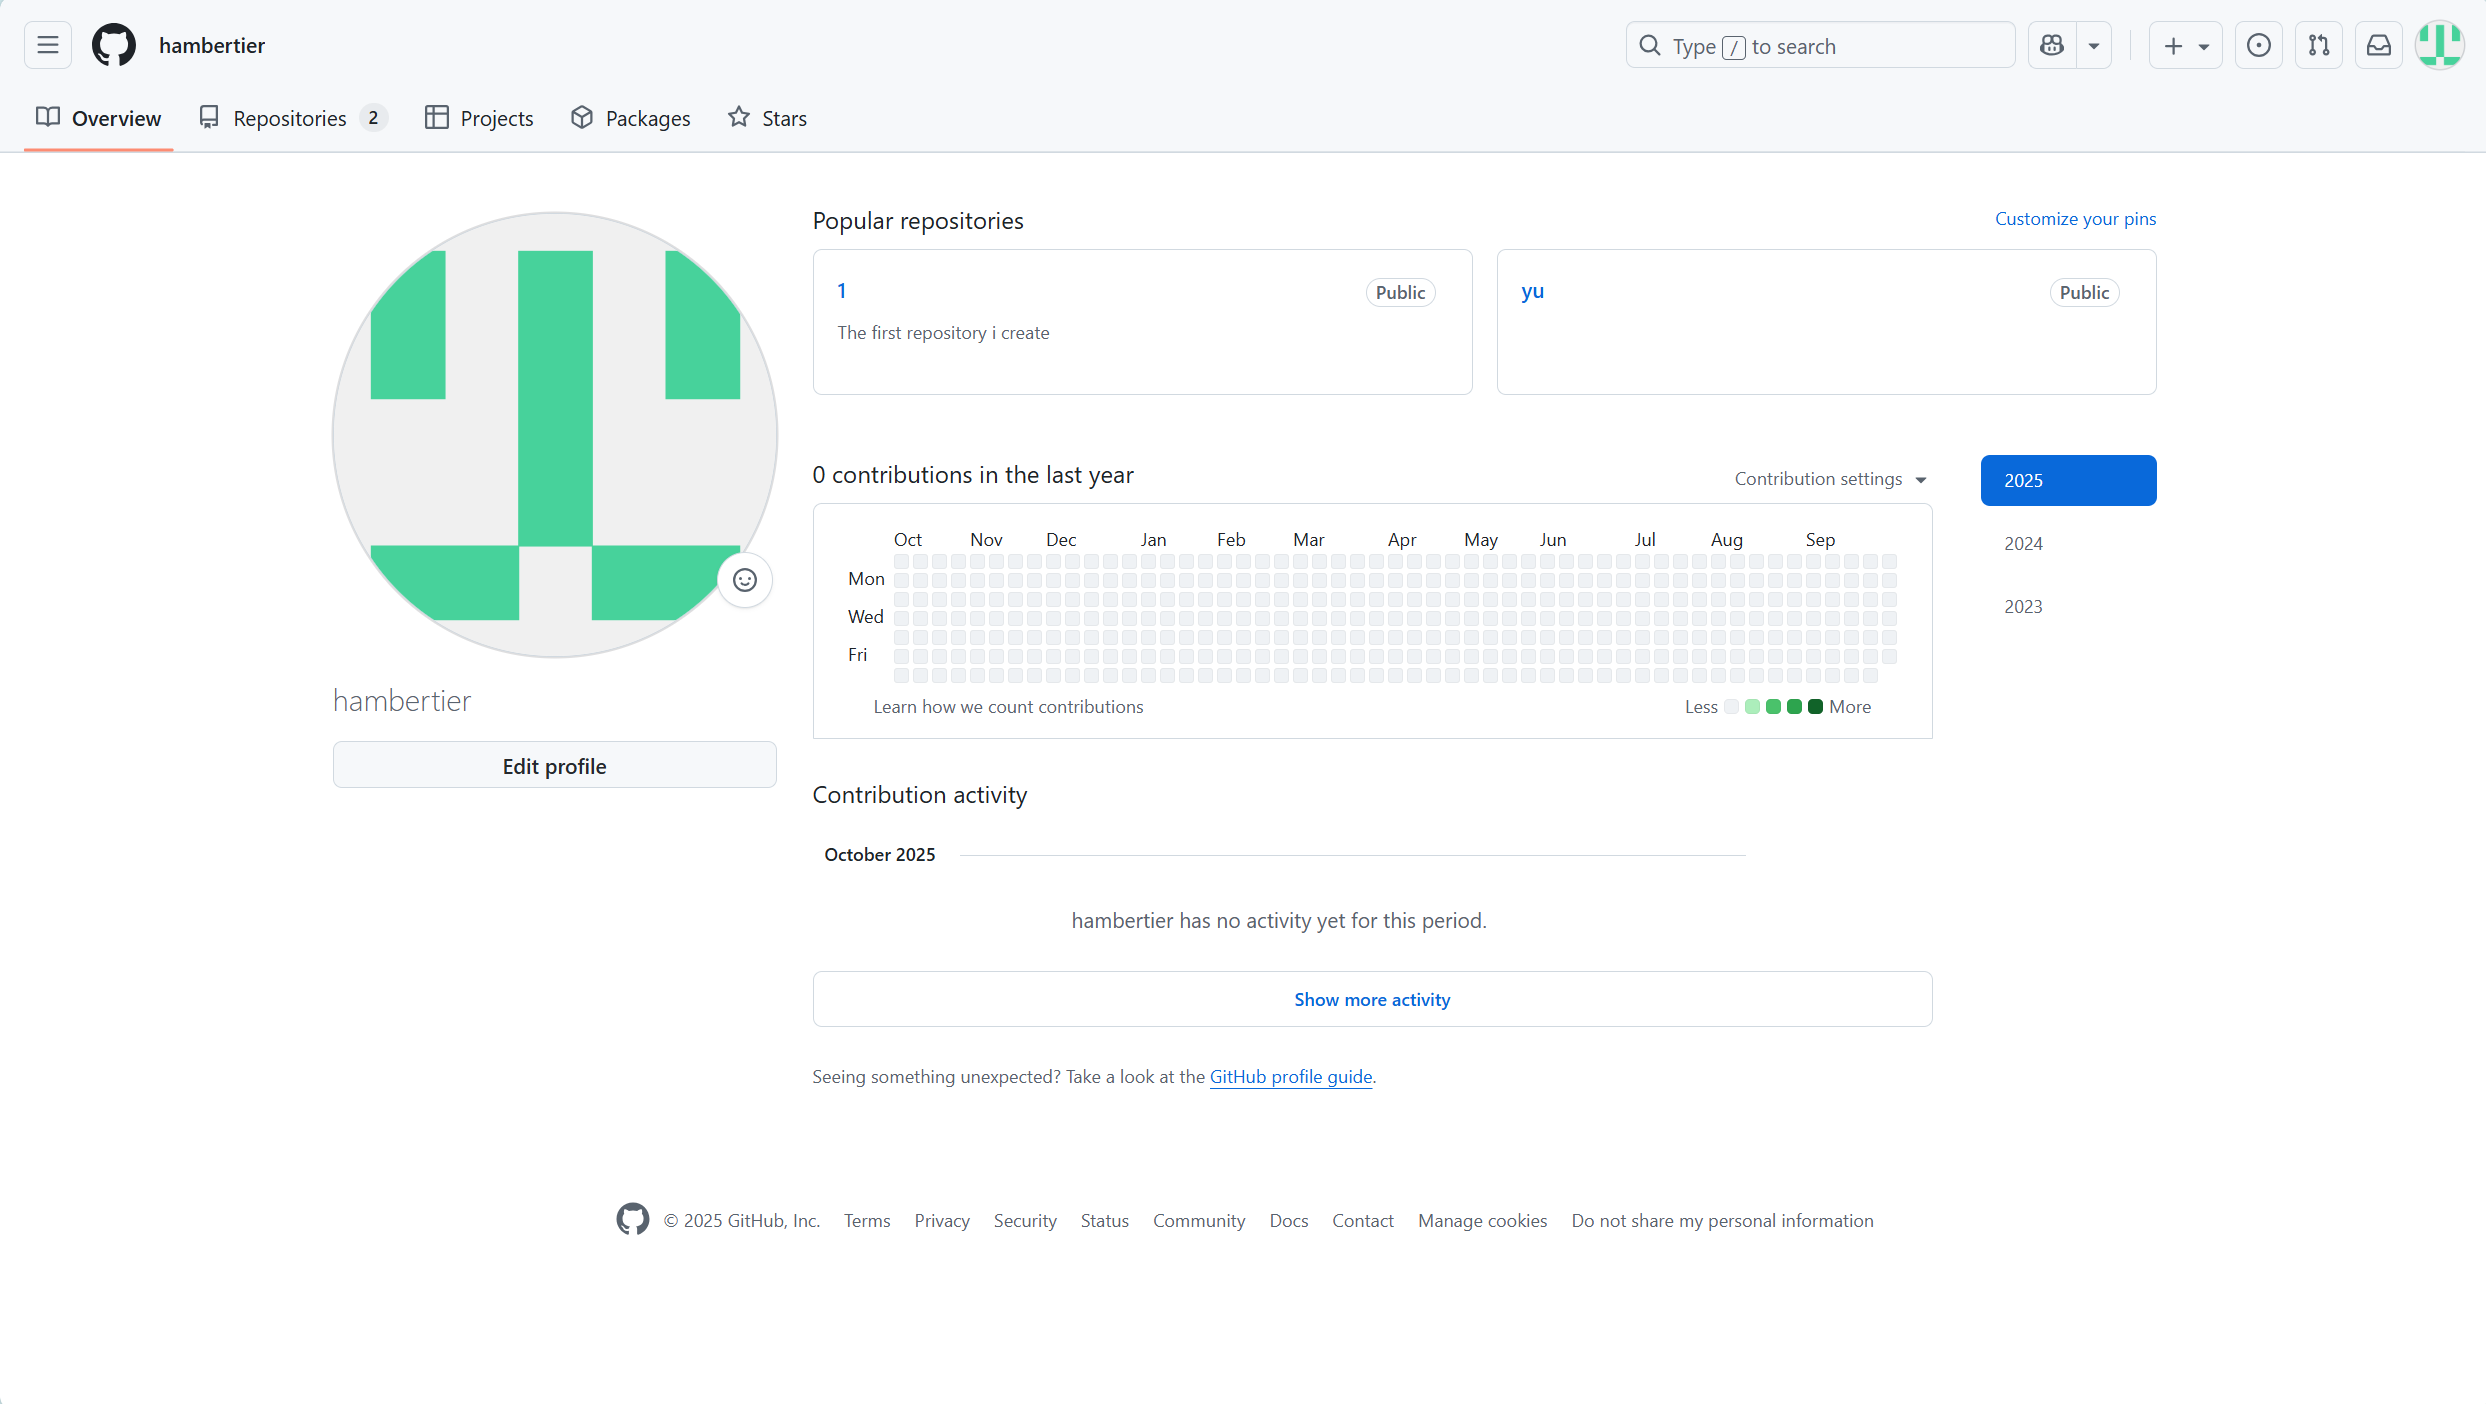 hambertier
Type / to search
Overview
Repositories 2
Projects
Packages
Stars
Popular repositories
Customize your pins
1
Public
The first repository i create
yu
Public
0 contributions in the last year
Contribution settings
2025
2024
2023
Oct Nov Dec Jan Feb Mar Apr May Jun Jul Aug Sep
Mon
Wed
Fri
Learn how we count contributions
Less More
hambertier
Edit profile
Contribution activity
October 2025
hambertier has no activity yet for this period.
Show more activity
Seeing something unexpected? Take a look at the GitHub profile guide.
© 2025 GitHub, Inc. Terms Privacy Security Status Community Docs Contact Manage cookies Do not share my personal information